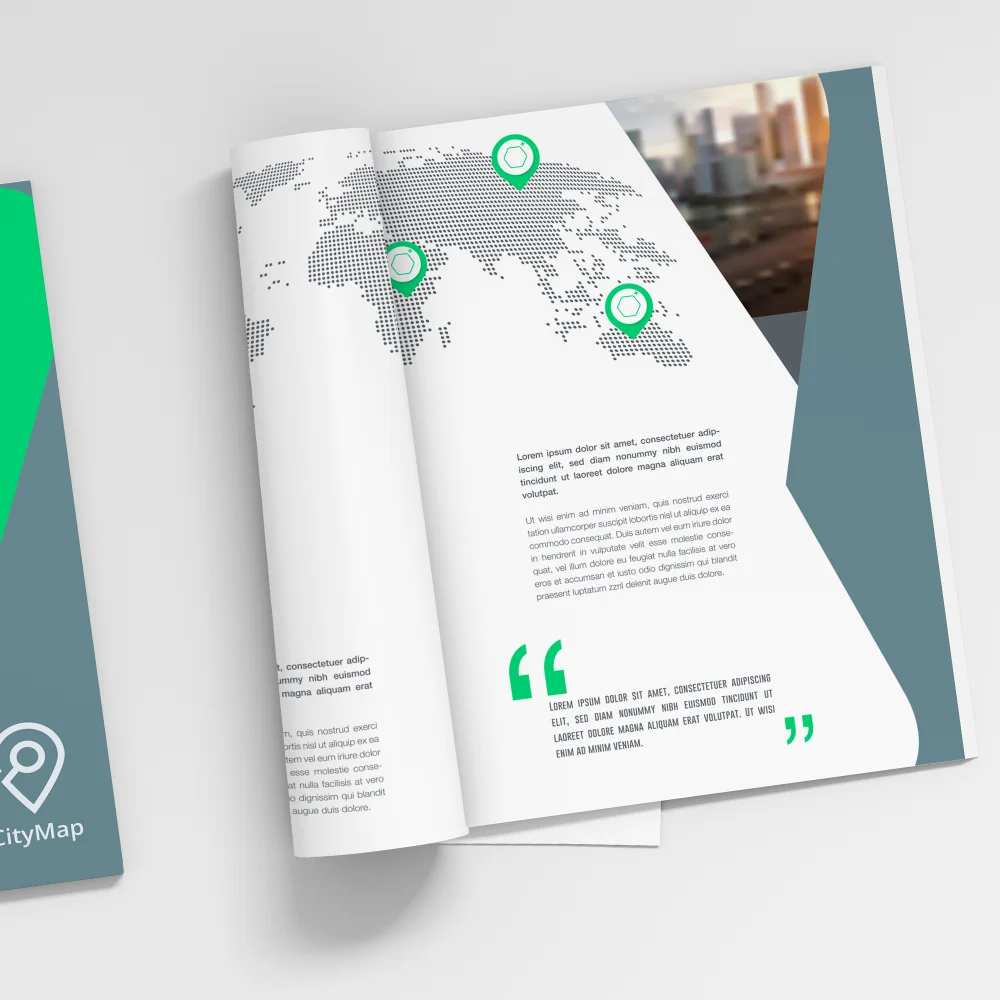 CityMap
t, consectetuer adip-
ummy nibh euismod
magna aliquam erat
m, quis nostrud exerci
ortis nisl ut aliquip ex ea
tem vel eum iriure dolor
esse molestie conse-
at nulla facilisis at vero
io dignissim qui blandit
augue duis dolore.
Lorem ipsum dolor sit amet, consectetuer adip-
iscing elit, sed diam nonummy nibh euismod
tincidunt ut laoreet dolore magna aliquam erat
volutpat.
Ut wisi enim ad minim veniam, quis nostrud exerci
tation ullamcorper suscipit lobortis nisl ut aliquip ex ea
commodo consequat. Duis autem vel eum iriure dolor
in hendrerit in vulputate velit esse molestie conse-
quat, vel illum dolore eu feugiat nulla facilisis at vero
eros et accumsan et iusto odio dignissim qui blandit
praesent luptatum zzril delenit augue duis dolore.
“
LOREM IPSUM DOLOR SIT AMET, CONSECTETUER ADIPISCING
ELIT, SED DIAM NONUMMY NIBH EUISMOD TINCIDUNT UT
LAOREET DOLORE MAGNA ALIQUAM ERAT VOLUTPAT. UT WISI
ENIM AD MINIM VENIAM.
”